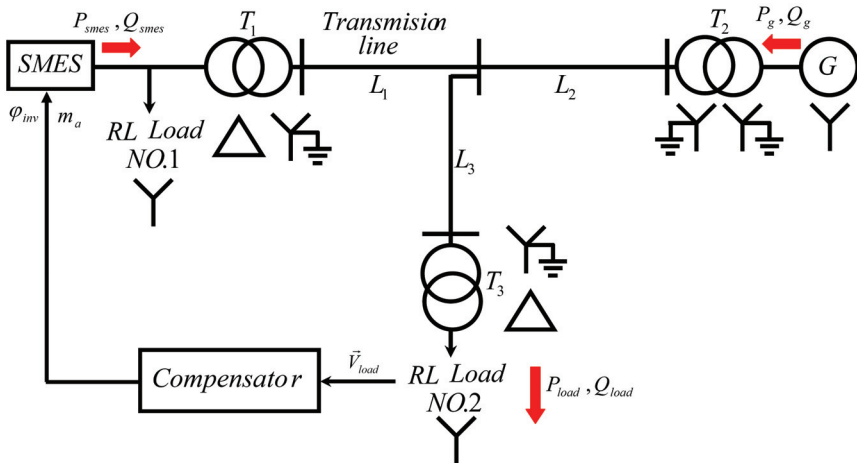 P_smes , Q_smes
T_1
Transmision
line
T_2
P_g , Q_g
SMES
G
L_1
L_2
φ_inv
m_a
RL Load
NO.1
L_3
T_3
Compensator
V⃗_load
RL Load
NO.2
P_load , Q_load